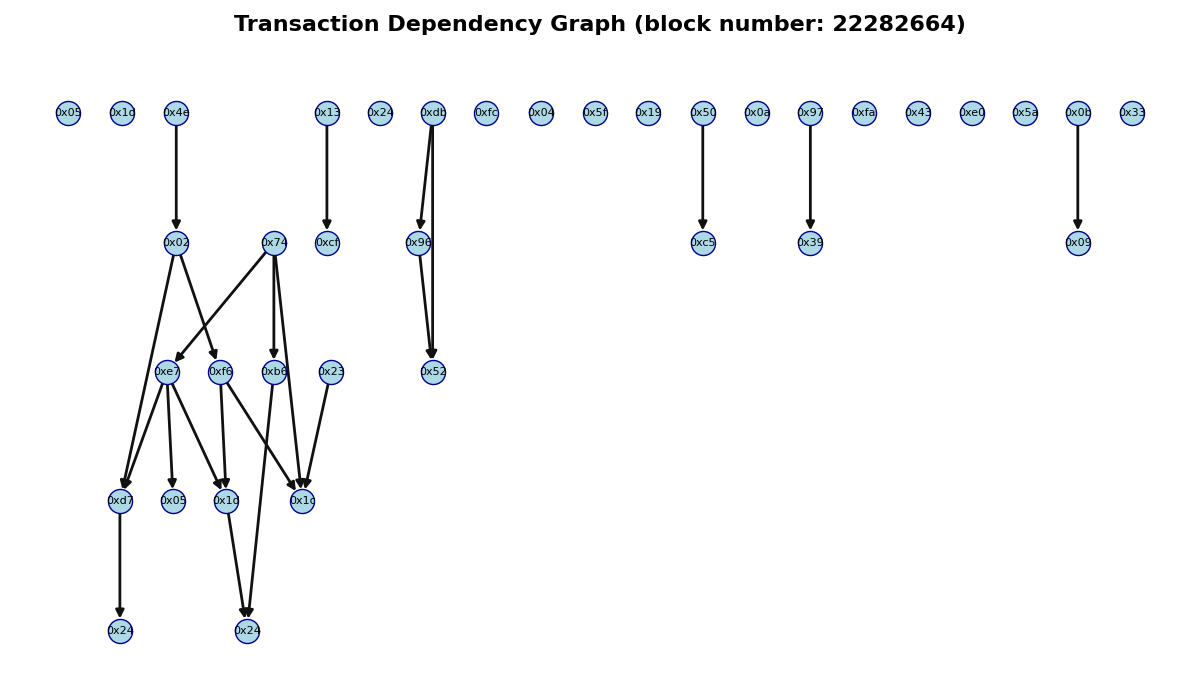 Transaction Dependency Graph (block number: 22282664)
0x05 0x1d 0x4e 0x13 0x24 0xdb 0xfc 0x04 0x5f 0x19 0x50 0x0a 0x97 0xfa 0x43 0xe0 0x5a 0x0b 0x33
0x02 0x74 0xcf 0x96 0xc5 0x39 0x09
0xe7 0xf6 0xb6 0x23 0x52
0xd7 0x05 0x1d 0x1c
0x24 0x24